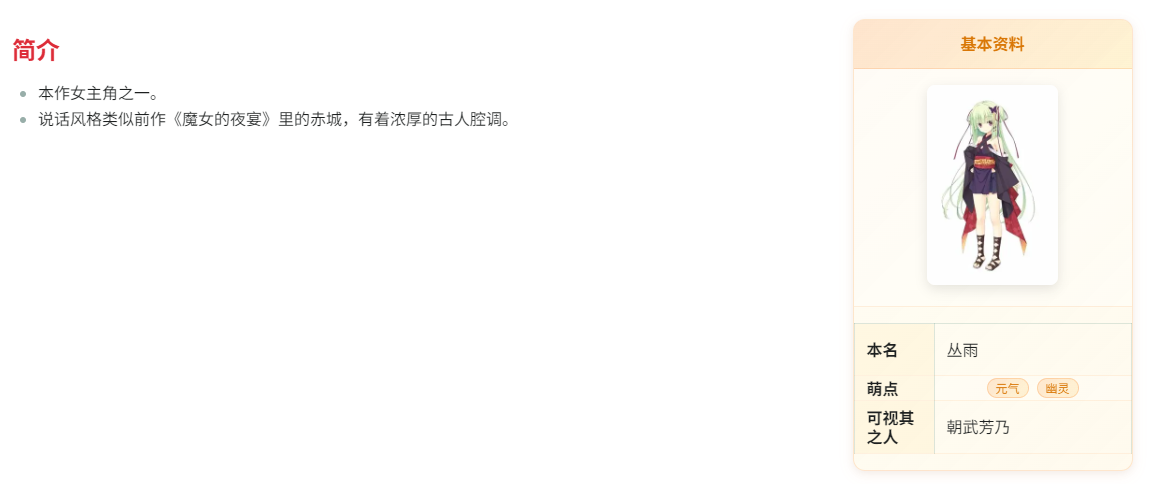 简介
本作女主角之一。
说话风格类似前作《魔女的夜宴》里的赤城，有着浓厚的古人腔调。
基本资料
本名
丛雨
萌点
元气
幽灵
可视其
之人
朝武芳乃